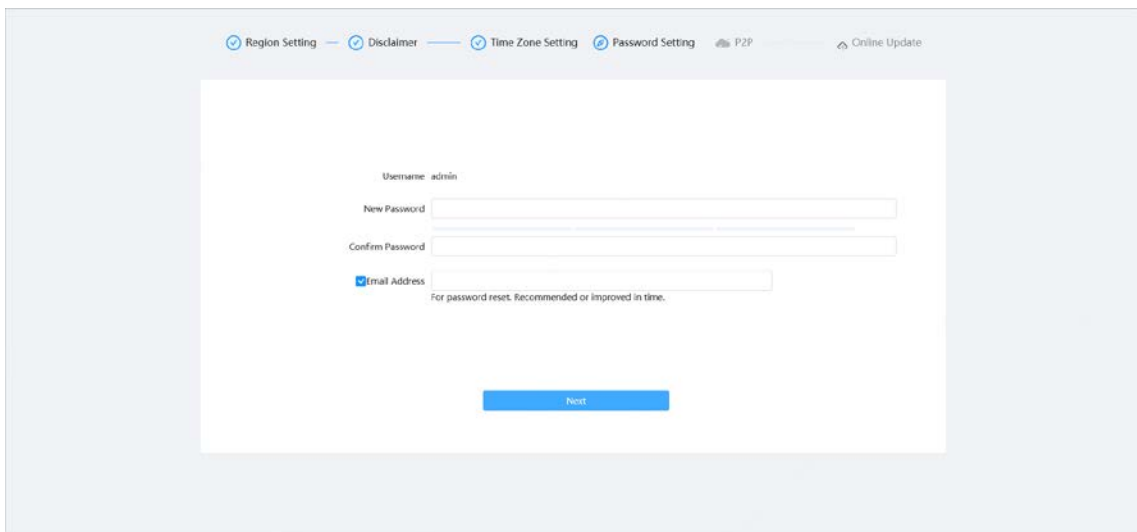 Region Setting Disclaimer Time Zone Setting Password Setting P2P Online Update
Username admin
New Password
Confirm Password
Email Address
For password reset. Recommended or improved in time.
Next